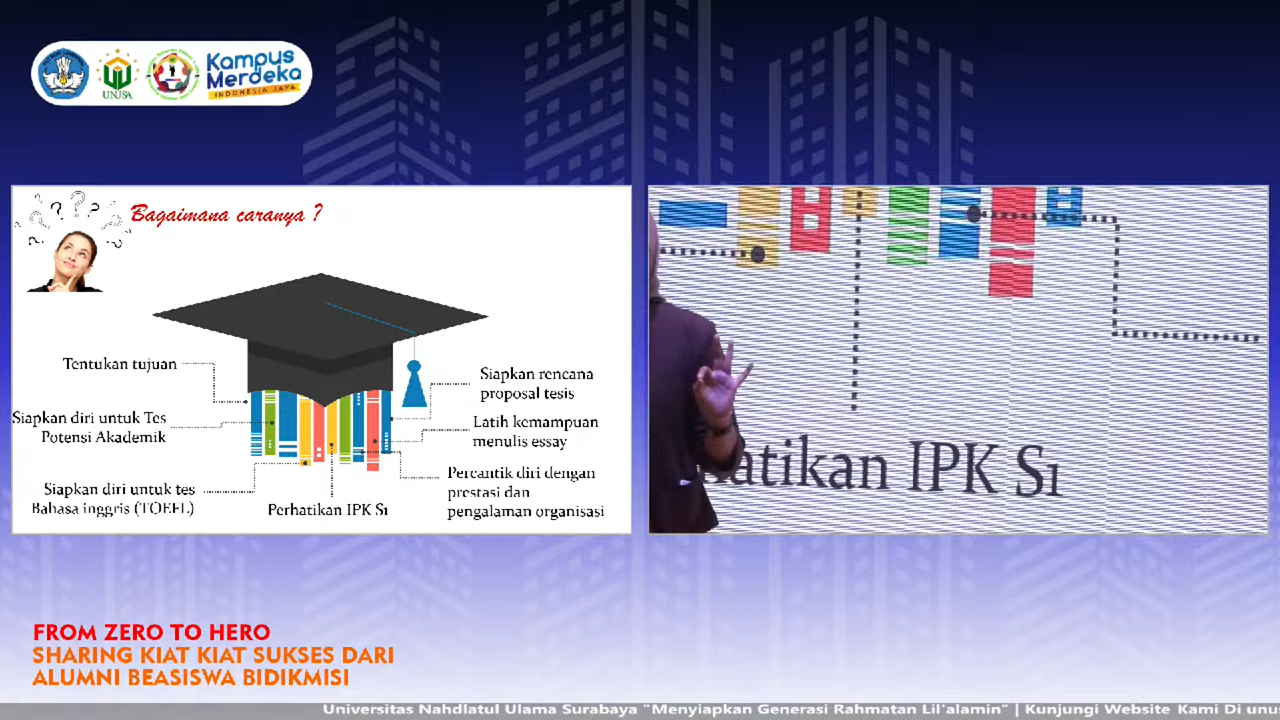 UNUSA
Kampus
Merdeka
INDONESIA JAYA
Bagaimana caranya ?
Tentukan tujuan
Siapkan diri untuk Tes
Potensi Akademik
Siapkan diri untuk tes
Bahasa inggris (TOEFL)
Perhatikan IPK S1
Siapkan rencana
proposal tesis
Latih kemampuan
menulis essay
Percantik diri dengan
prestasi dan
pengalaman organisasi
hatikan IPK S1
FROM ZERO TO HERO
SHARING KIAT KIAT SUKSES DARI
ALUMNI BEASISWA BIDIKMISI
Universitas Nahdlatul Ulama Surabaya "Menyiapkan Generasi Rahmatan Lil'alamin" | Kunjungi Website Kami Di unus